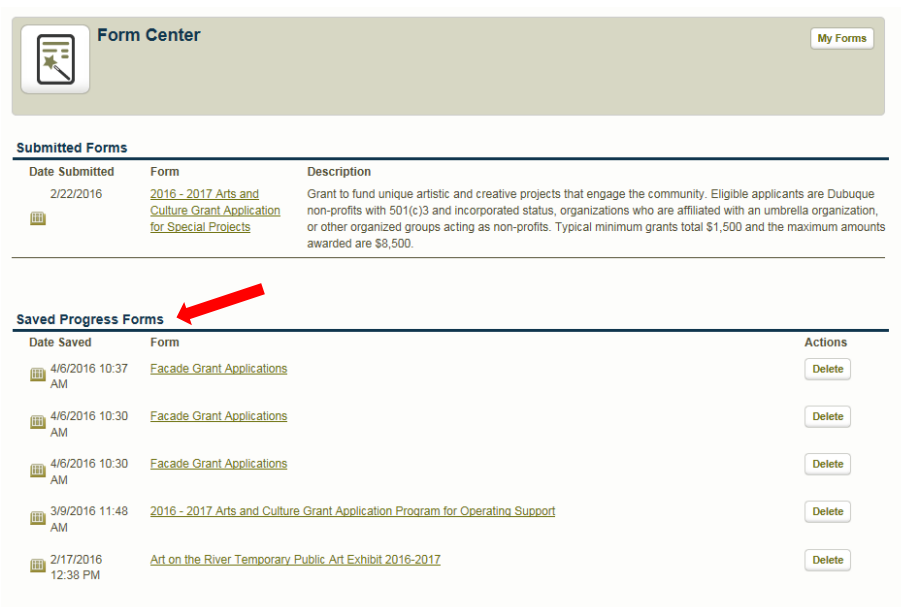 Form Center
My Forms
Submitted Forms
Date Submitted Form Description
2/22/2016 2016 - 2017 Arts and Grant to fund unique artistic and creative projects that engage the community. Eligible applicants are Dubuque
Culture Grant Application non-profits with 501(c)3 and incorporated status, organizations who are affiliated with an umbrella organization,
for Special Projects or other organized groups acting as non-profits. Typical minimum grants total $1,500 and the maximum amounts
awarded are $8,500.
Saved Progress Forms
Date Saved Form Actions
4/6/2016 10:37 Facade Grant Applications Delete
AM
4/6/2016 10:30 Facade Grant Applications Delete
AM
4/6/2016 10:30 Facade Grant Applications Delete
AM
3/9/2016 11:48 2016 - 2017 Arts and Culture Grant Application Program for Operating Support Delete
AM
2/17/2016 Art on the River Temporary Public Art Exhibit 2016-2017 Delete
12:38 PM